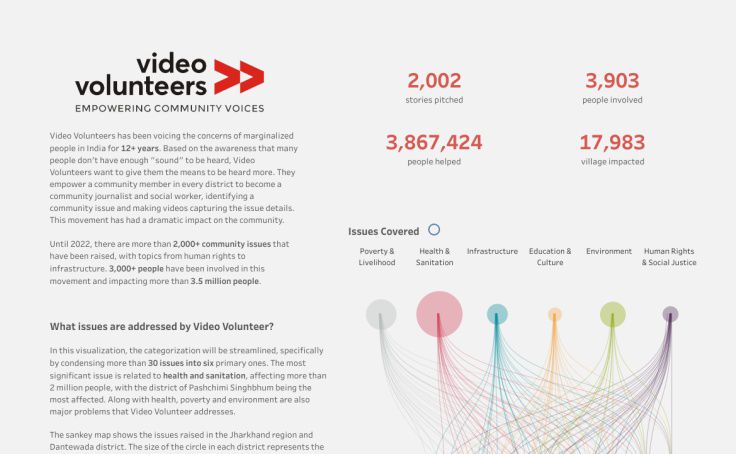 video
volunteers
EMPOWERING COMMUNITY VOICES
Video Volunteers has been voicing the concerns of marginalized
people in India for 12+ years. Based on the awareness that many
people don't have enough "sound" to be heard, Video
Volunteers want to give them the means to be heard more. They
empower a community member in every district to become a
community journalist and social worker, identifying a
community issue and making videos capturing the issue details.
This movement has had a dramatic impact on the community.
Until 2022, there are more than 2,000+ community issues that
have been raised, with topics from human rights to
infrastructure. 3,000+ people have been involved in this
movement and impacting more than 3.5 million people.
What issues are addressed by Video Volunteer?
In this visualization, the categorization will be streamlined, specifically
by condensing more than 30 issues into six primary ones. The most
significant issue is related to health and sanitation, affecting more than
2 million people, with the district of Pashchimi Singhbhum being the
most affected. Along with health, poverty and environment are also
major problems that Video Volunteer addresses.
The sankey map shows the issues raised in the Jharkhand region and
Dantewada district. The size of the circle in each district represents the
2,002
stories pitched
3,903
people involved
3,867,424
people helped
17,983
village impacted
Issues Covered
Poverty &
Livelihood
Health &
Sanitation
Infrastructure
Education &
Culture
Environment
Human Rights
& Social Justice